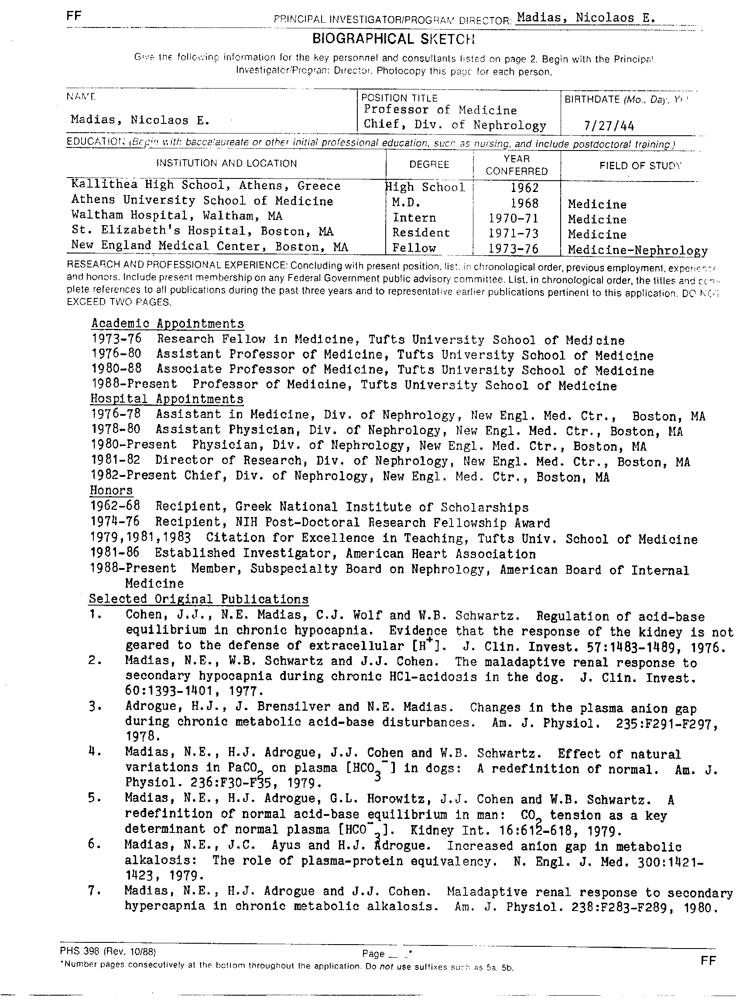 FF
PRINCIPAL INVESTIGATOR/PROGRAM DIRECTOR: Madias, Nicolaos E.
BIOGRAPHICAL SKETCH
Give the following information for the key personnel and consultants listed on page 2. Begin with the Principal
Investigator/Program Director. Photocopy this page for each person.
NAME
POSITION TITLE
BIRTHDATE (Mo., Day, Yr.)
Madias, Nicolaos E.
Professor of Medicine
Chief, Div. of Nephrology
7/27/44
EDUCATION (Begin with baccalaureate or other initial professional education, such as nursing, and include postdoctoral training.)
INSTITUTION AND LOCATION DEGREE YEAR CONFERRED FIELD OF STUDY
Kallithea High School, Athens, Greece High School 1962
Athens University School of Medicine M.D. 1968 Medicine
Waltham Hospital, Waltham, MA Intern 1970-71 Medicine
St. Elizabeth's Hospital, Boston, MA Resident 1971-73 Medicine
New England Medical Center, Boston, MA Fellow 1973-76 Medicine-Nephrology
RESEARCH AND PROFESSIONAL EXPERIENCE: Concluding with present position, list, in chronological order, previous employment, experience
and honors. Include present membership on any Federal Government public advisory committee. List, in chronological order, the titles and com-
plete references to all publications during the past three years and to representative earlier publications pertinent to this application. DO NOT
EXCEED TWO PAGES.
Academic Appointments
1973-76 Research Fellow in Medicine, Tufts University School of Medicine
1976-80 Assistant Professor of Medicine, Tufts University School of Medicine
1980-88 Associate Professor of Medicine, Tufts University School of Medicine
1988-Present Professor of Medicine, Tufts University School of Medicine
Hospital Appointments
1976-78 Assistant in Medicine, Div. of Nephrology, New Engl. Med. Ctr., Boston, MA
1978-80 Assistant Physician, Div. of Nephrology, New Engl. Med. Ctr., Boston, MA
1980-Present Physician, Div. of Nephrology, New Engl. Med. Ctr., Boston, MA
1981-82 Director of Research, Div. of Nephrology, New Engl. Med. Ctr., Boston, MA
1982-Present Chief, Div. of Nephrology, New Engl. Med. Ctr., Boston, MA
Honors
1962-68 Recipient, Greek National Institute of Scholarships
1974-76 Recipient, NIH Post-Doctoral Research Fellowship Award
1979,1981,1983 Citation for Excellence in Teaching, Tufts Univ. School of Medicine
1981-86 Established Investigator, American Heart Association
1988-Present Member, Subspecialty Board on Nephrology, American Board of Internal
Medicine
Selected Original Publications
1. Cohen, J.J., N.E. Madias, C.J. Wolf and W.B. Schwartz. Regulation of acid-base
equilibrium in chronic hypocapnia. Evidence that the response of the kidney is not
geared to the defense of extracellular [H⁺]. J. Clin. Invest. 57:1483-1489, 1976.
2. Madias, N.E., W.B. Schwartz and J.J. Cohen. The maladaptive renal response to
secondary hypocapnia during chronic HCl-acidosis in the dog. J. Clin. Invest.
60:1393-1401, 1977.
3. Adrogue, H.J., J. Brensilver and N.E. Madias. Changes in the plasma anion gap
during chronic metabolic acid-base disturbances. Am. J. Physiol. 235:F291-F297,
1978.
4. Madias, N.E., H.J. Adrogue, J.J. Cohen and W.B. Schwartz. Effect of natural
variations in PaCO₂ on plasma [HCO₃⁻] in dogs: A redefinition of normal. Am. J.
Physiol. 236:F30-F35, 1979.
5. Madias, N.E., H.J. Adrogue, G.L. Horowitz, J.J. Cohen and W.B. Schwartz. A
redefinition of normal acid-base equilibrium in man: CO₂ tension as a key
determinant of normal plasma [HCO⁻₃]. Kidney Int. 16:612-618, 1979.
6. Madias, N.E., J.C. Ayus and H.J. Adrogue. Increased anion gap in metabolic
alkalosis: The role of plasma-protein equivalency. N. Engl. J. Med. 300:1421-
1423, 1979.
7. Madias, N.E., H.J. Adrogue and J.J. Cohen. Maladaptive renal response to secondary
hypercapnia in chronic metabolic alkalosis. Am. J. Physiol. 238:F283-F289, 1980.
PHS 398 (Rev. 10/88) Page __ .*
*Number pages consecutively at the bottom throughout the application. Do not use suffixes such as 5a, 5b.
FF